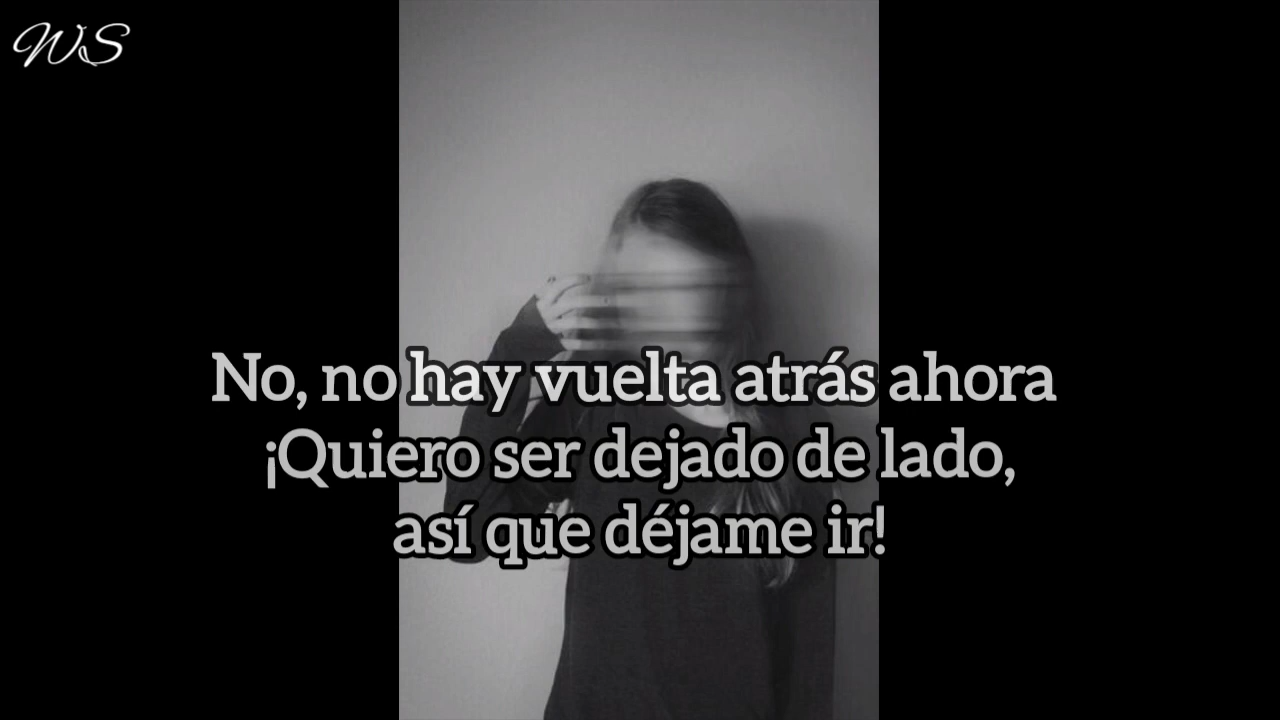 WS
No, no hay vuelta atrás ahora
¡Quiero ser dejado de lado,
así que déjame ir!